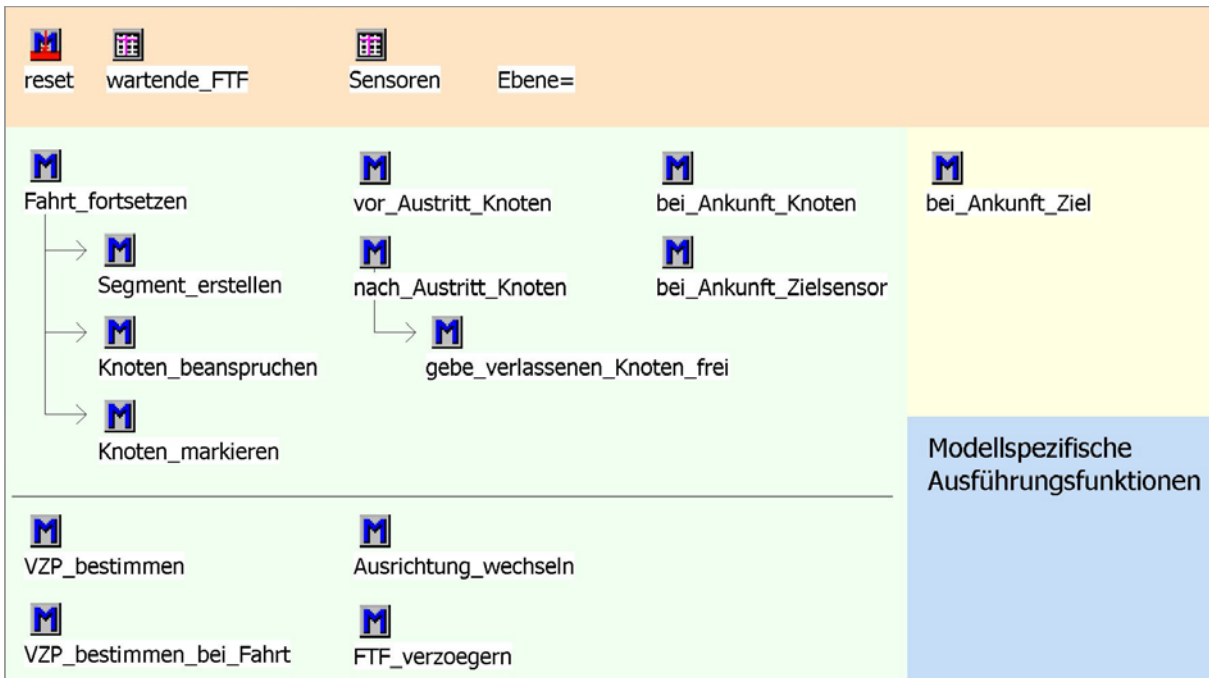 reset
wartende_FTF
Sensoren
Ebene=
Fahrt_fortsetzen
vor_Austritt_Knoten
bei_Ankunft_Knoten
bei_Ankunft_Ziel
Segment_erstellen
nach_Austritt_Knoten
bei_Ankunft_Zielsensor
Knoten_beanspruchen
gebe_verlassenen_Knoten_frei
Knoten_markieren
Modellspezifische
Ausführungsfunktionen
VZP_bestimmen
Ausrichtung_wechseln
VZP_bestimmen_bei_Fahrt
FTF_verzoegern